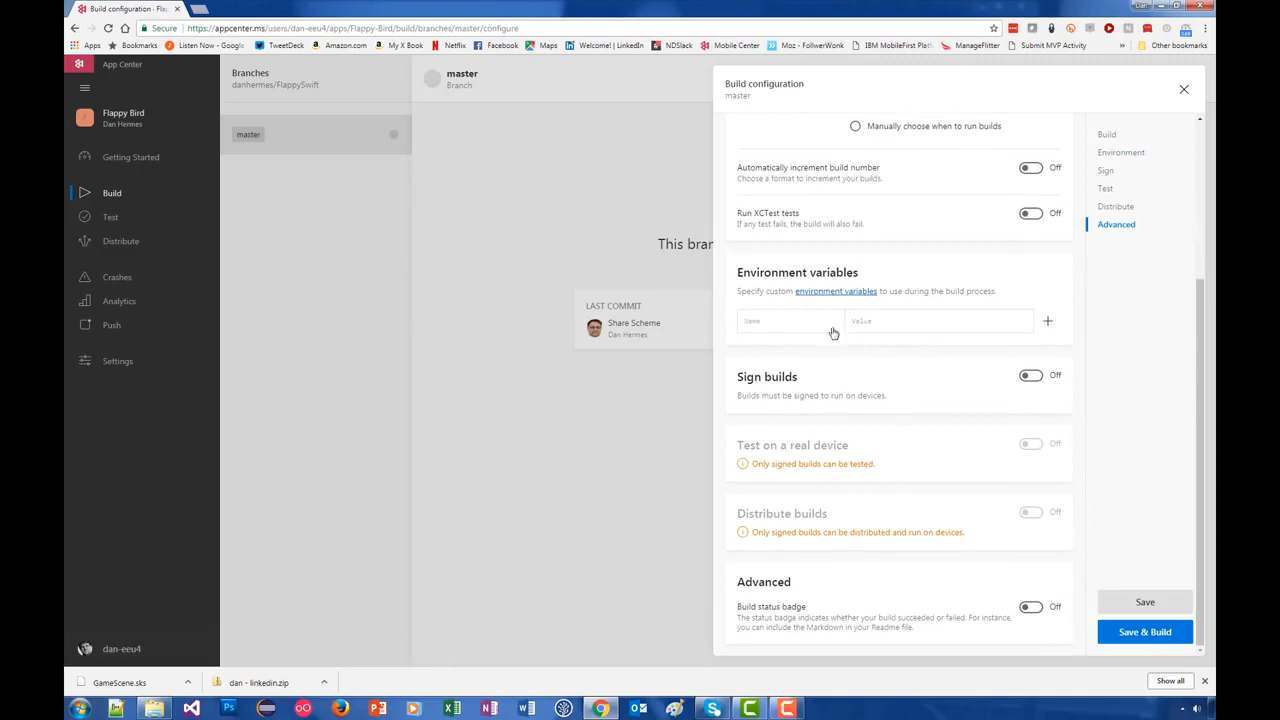 Build configuration - Fla
Dan
Secure
https://appcenter.ms/users/dan-eeu4/apps/Flappy-Bird/build/branches/master/configure
Apps
Bookmarks
Listen Now - Google
TweetDeck
Amazon.com
My X Book
Netflix
Facebook
Maps
Welcome! | LinkedIn
NDSlack
Mobile Center
Moz - FollwerWonk
IBM MobileFirst Platf
ManageFlitter
Submit MVP Activity
»
Other bookmarks
App Center
Flappy Bird
Dan Hermes
Getting Started
Build
Test
Distribute
Crashes
Analytics
Push
Settings
dan-eeu4
Branches
danhermes/FlappySwift
master
master
Branch
This bran
LAST COMMIT
Share Scheme
Dan Hermes
Build configuration
master
Manually choose when to run builds
Automatically increment build number
Off
Choose a format to increment your builds.
Run XCTest tests
Off
If any test fails, the build will also fail.
Environment variables
Specify custom environment variables to use during the build process.
Name
Value
Sign builds
Off
Builds must be signed to run on devices.
Test on a real device
Off
Only signed builds can be tested.
Distribute builds
Off
Only signed builds can be distributed and run on devices.
Advanced
Build status badge
Off
The status badge indicates whether your build succeeded or failed. For instance,
you can include the Markdown in your Readme file.
Build
Environment
Sign
Test
Distribute
Advanced
Save
Save & Build
GameScene.sks
dan - linkedin.zip
Show all